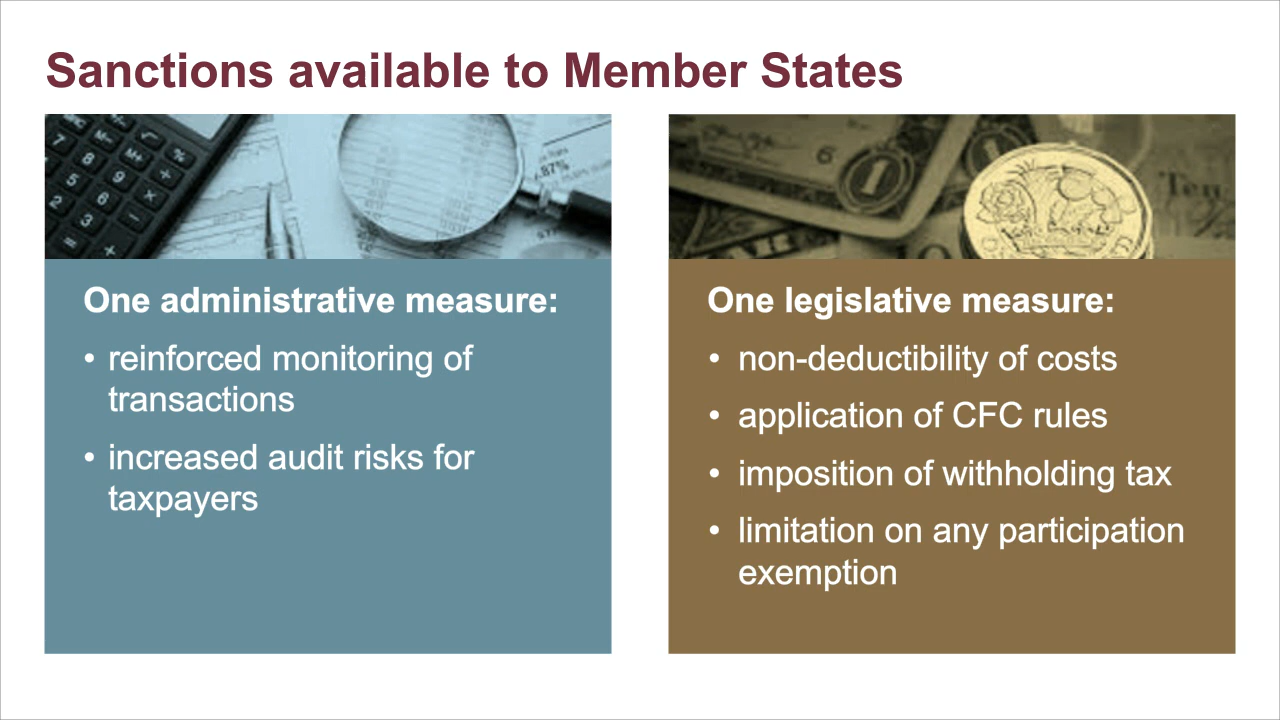 Sanctions available to Member States
One administrative measure:
• reinforced monitoring of
transactions
• increased audit risks for
taxpayers
One legislative measure:
• non-deductibility of costs
• application of CFC rules
• imposition of withholding tax
• limitation on any participation
exemption